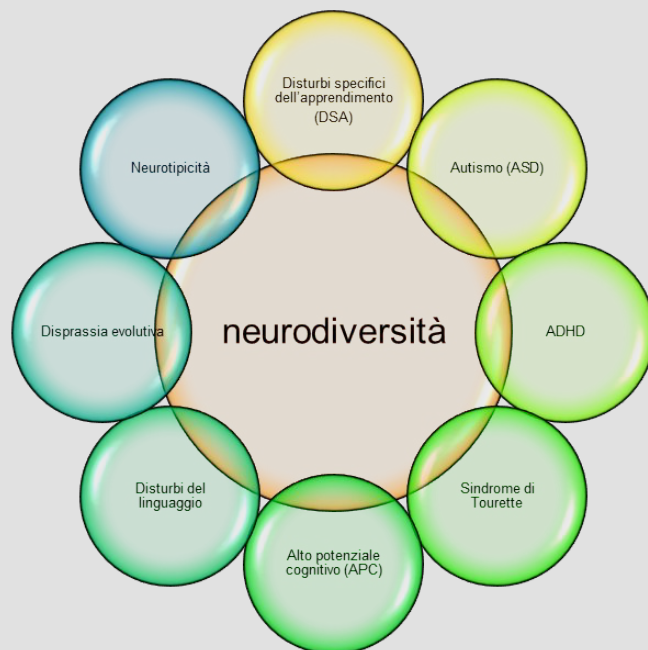 Disturbi specifici
dell'apprendimento
(DSA)
Neurotipicità
Autismo (ASD)
Disprassia evolutiva
neurodiversità
ADHD
Disturbi del
linguaggio
Sindrome di
Tourette
Alto potenziale
cognitivo (APC)